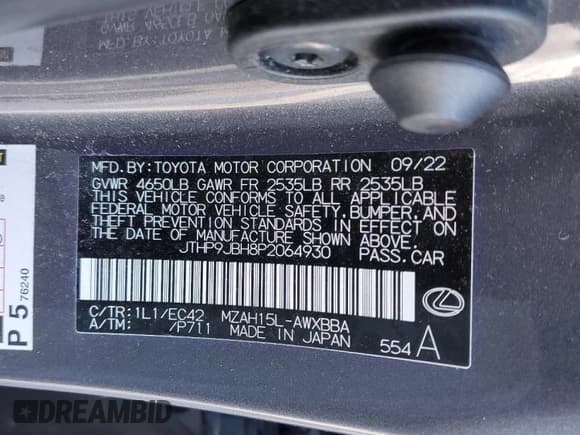 MFD.BY:TOYOTA MOTOR CORPORATION 09/22
GVWR 4650LB GAWR FR 2535LB RR 2535LB
THIS VEHICLE CONFORMS TO ALL APPLICABLE
FEDERAL MOTOR VEHICLE SAFETY,BUMPER,AND
THEFT PREVENTION STANDARDS IN EFFECT ON
THE DATE OF MANUFACTURE SHOWN ABOVE.
JTHP9JBH8P2064930 PASS.CAR
C/TR:1L1/EC42 MZAH15L-AWXBBA
A/TM: /P711 MADE IN JAPAN 554 A
P 5 76240
DREAMBID